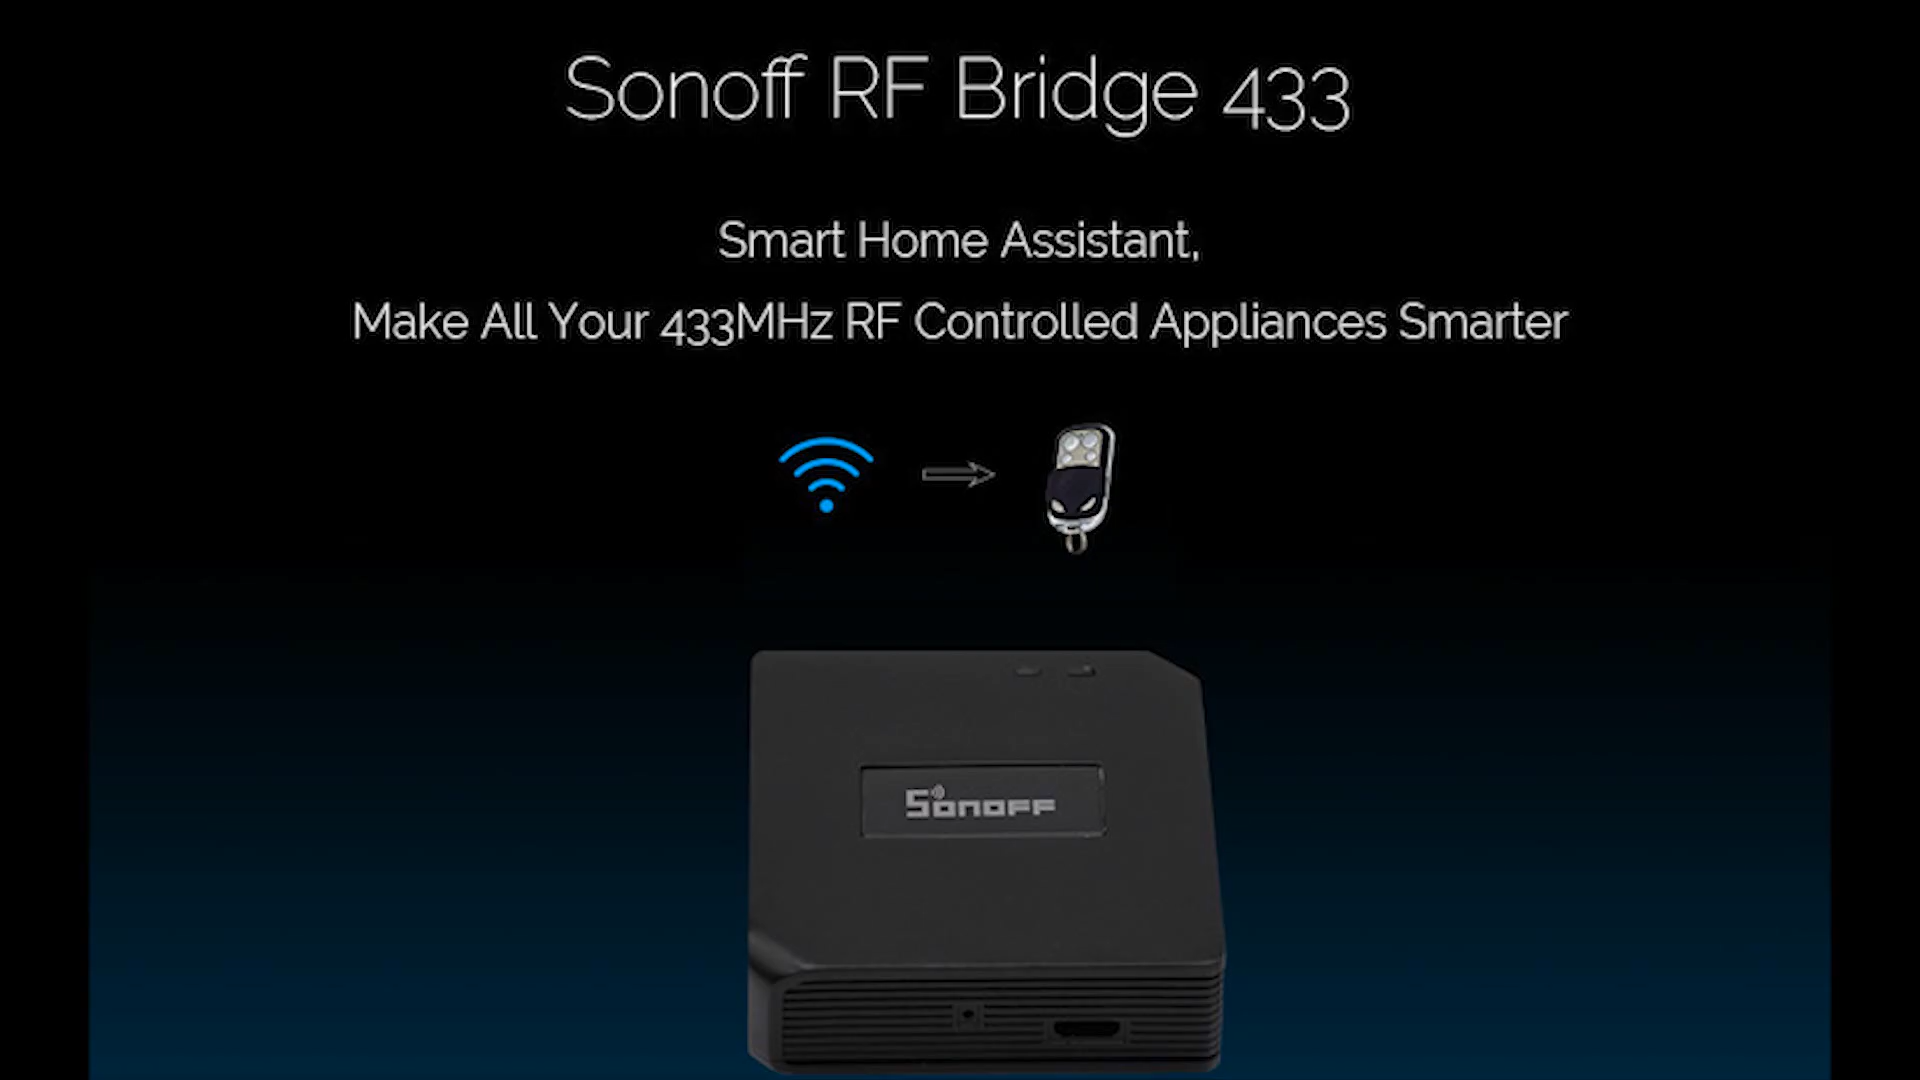 Sonoff RF Bridge 433
Smart Home Assistant,
Make All Your 433MHz RF Controlled Appliances Smarter
SONOFF